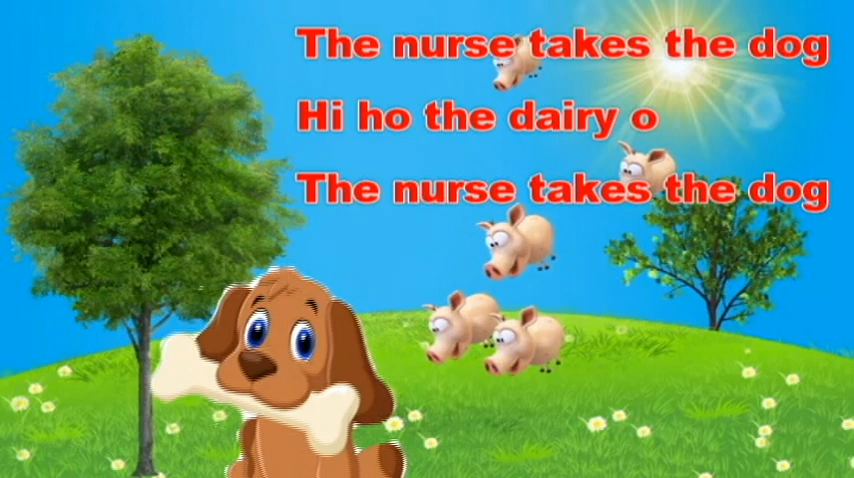 The nurse takes the dog
Hi ho the dairy o
The nurse takes the dog